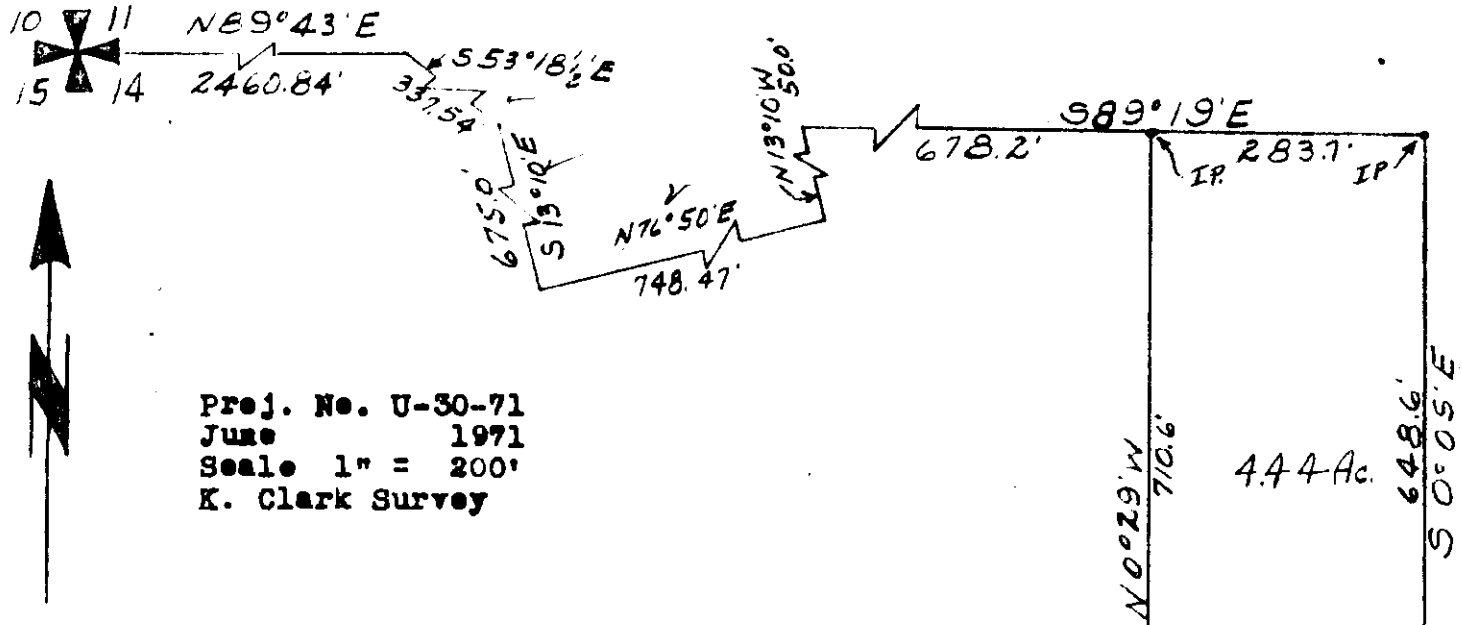 10 11
15 14
N89°43'E
2460.84'
S53°18½'E
337.54
675.0'
S13°10'E
N76°50'E
748.47'
N13°10W
50.0'
678.2'
S89°19'E
283.7'
IP.
IP
N0°29'W
710.6'
4.44 Ac.
648.6'
S0°05'E
N
Proj. No. U-30-71
June 1971
Scale 1" = 200'
K. Clark Survey